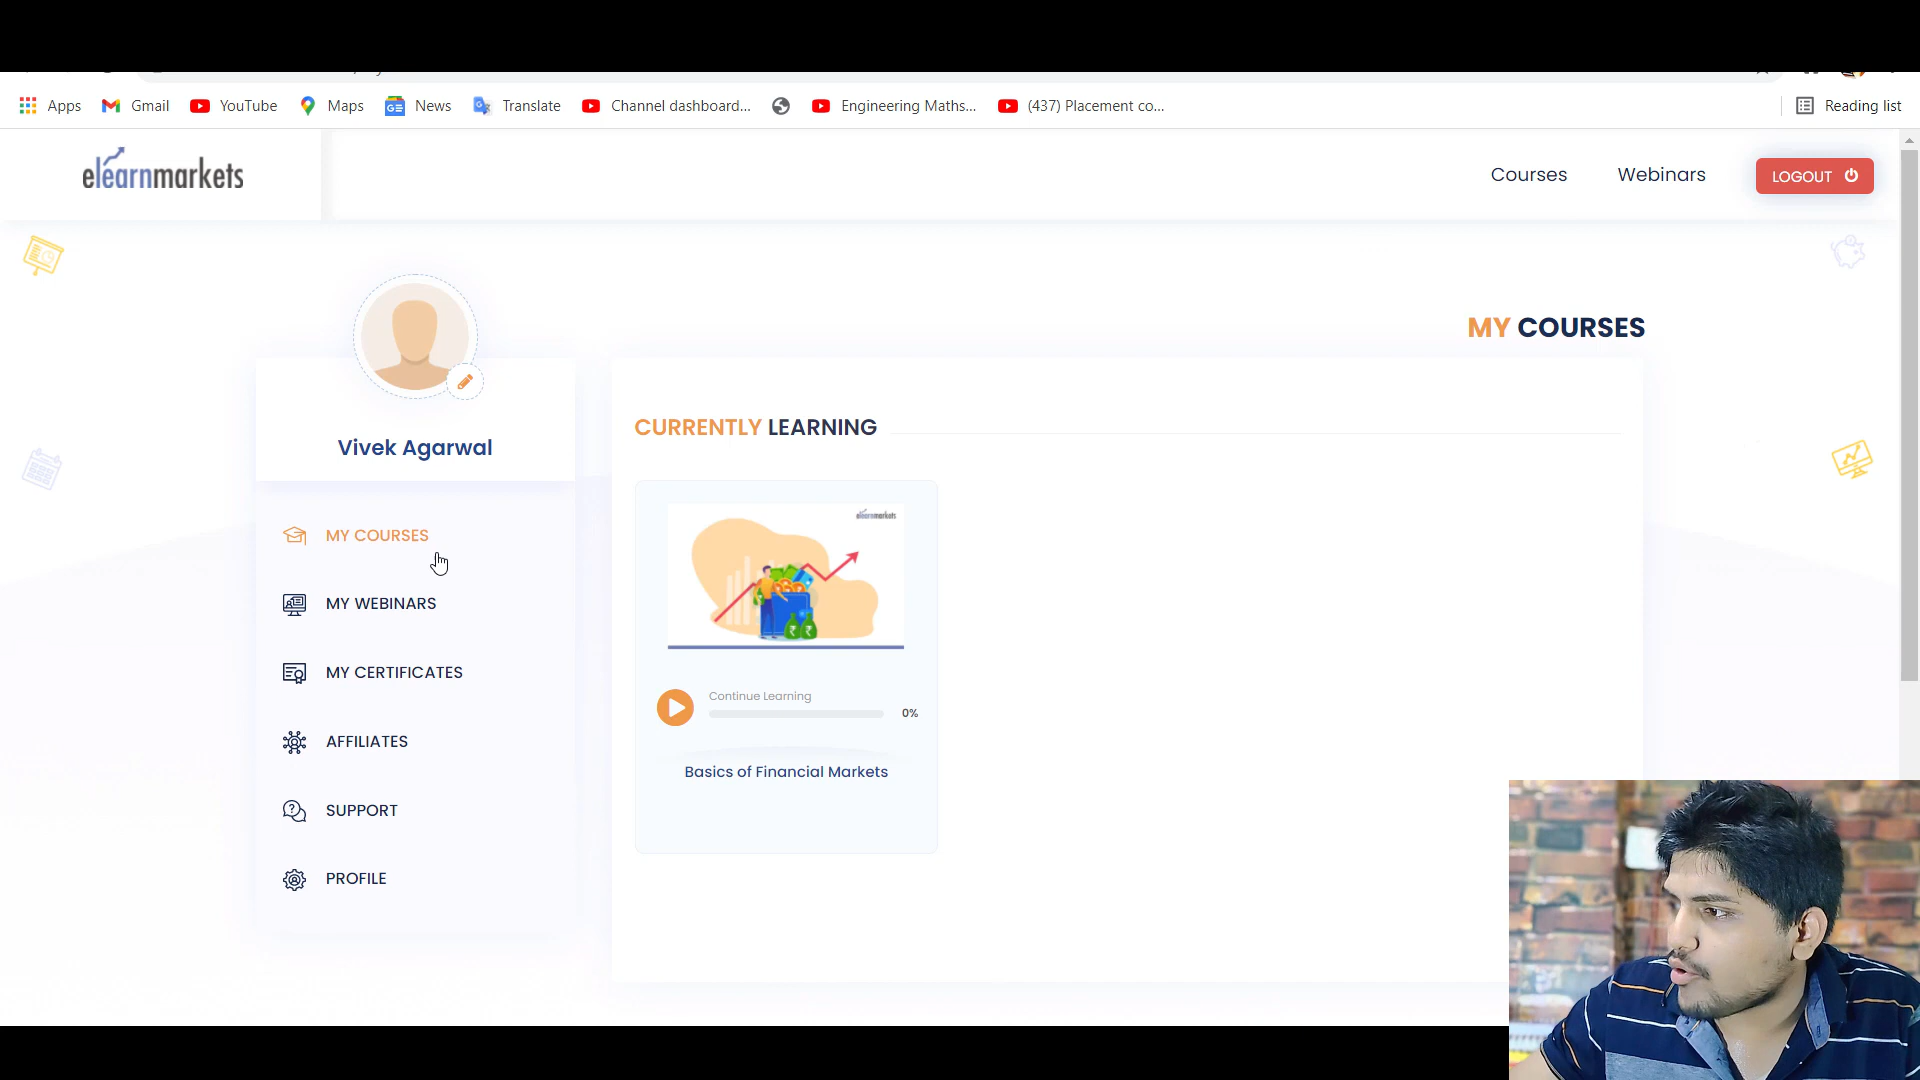 Apps
Gmail
YouTube
Maps
News
Translate
Channel dashboard...
Engineering Maths...
(437) Placement co...
Reading list
elearnmarkets
Courses
Webinars
LOGOUT
MY COURSES
Vivek Agarwal
CURRENTLY LEARNING
MY COURSES
MY WEBINARS
MY CERTIFICATES
AFFILIATES
SUPPORT
PROFILE
elearnmarkets
Continue Learning
0%
Basics of Financial Markets